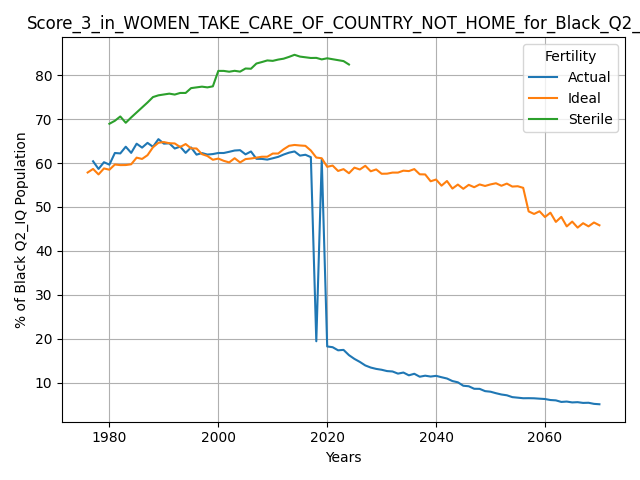 Score_3_in_WOMEN_TAKE_CARE_OF_COUNTRY_NOT_HOME_for_Black_Q2_
Fertility
Actual
Ideal
Sterile
% of Black Q2_IQ Population
80
70
60
50
40
30
20
10
1980 2000 2020 2040 2060
Years